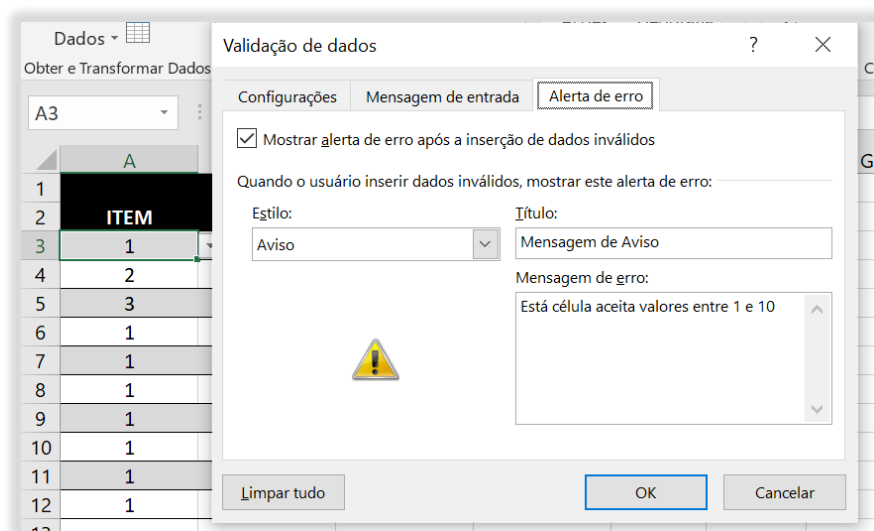 Dados
Validação de dados
?
Obter e Transformar Dados
C
Configurações
Mensagem de entrada
Alerta de erro
A3
Mostrar alerta de erro após a inserção de dados inválidos
A
G
Quando o usuário inserir dados inválidos, mostrar este alerta de erro:
1
2 ITEM
Estilo:
Título:
Aviso
Mensagem de Aviso
3 1
Mensagem de erro:
4 2
Está célula aceita valores entre 1 e 10
5 3
6 1
7 1
8 1
9 1
10 1
11 1
12 1
Limpar tudo
OK
Cancelar